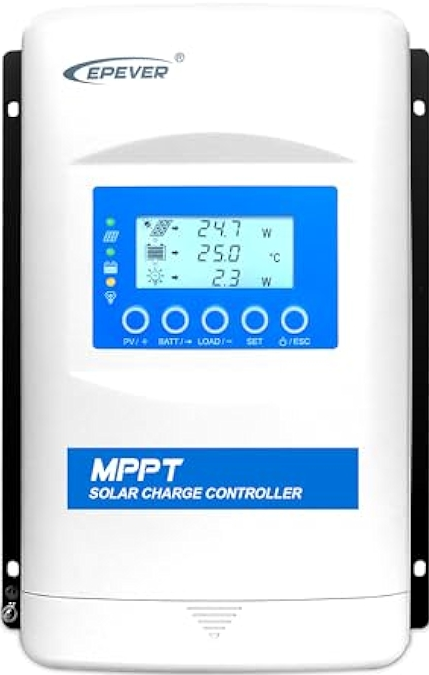 EPEVER®
24.7 W
25.0 °C
2.3 W
PV/+ BATT/⇥ LOAD/− SET ⏻/ESC
MPPT
SOLAR CHARGE CONTROLLER